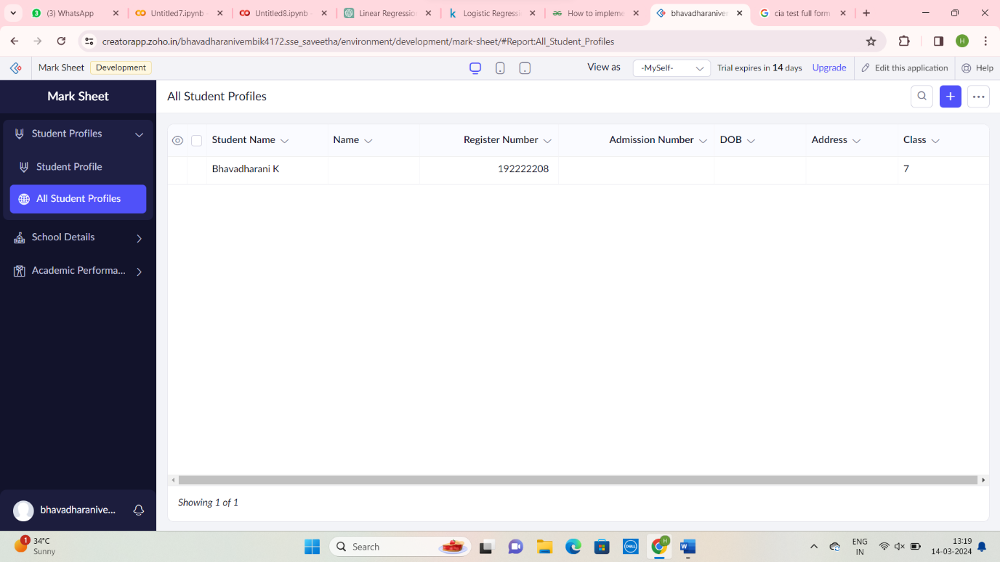 (3) WhatsApp
Untitled7.ipynb
Untitled8.ipynb
Linear Regressio
Logistic Regressi
How to impleme
bhavadharanive
cia test full form
creatorapp.zoho.in/bhavadharanivembik4172.sse_saveetha/environment/development/mark-sheet/#Report:All_Student_Profiles
H
Mark Sheet Development
View as -MySelf- Trial expires in 14 days Upgrade Edit this application Help
Mark Sheet
Student Profiles
Student Profile
All Student Profiles
School Details
Academic Performa...
bhavadharanive...
All Student Profiles
Student Name Name Register Number Admission Number DOB Address Class
Bhavadharani K 192222208 7
Showing 1 of 1
1
34°C
Sunny
Search
DELL
H
W
ENG
IN
13:19
14-03-2024